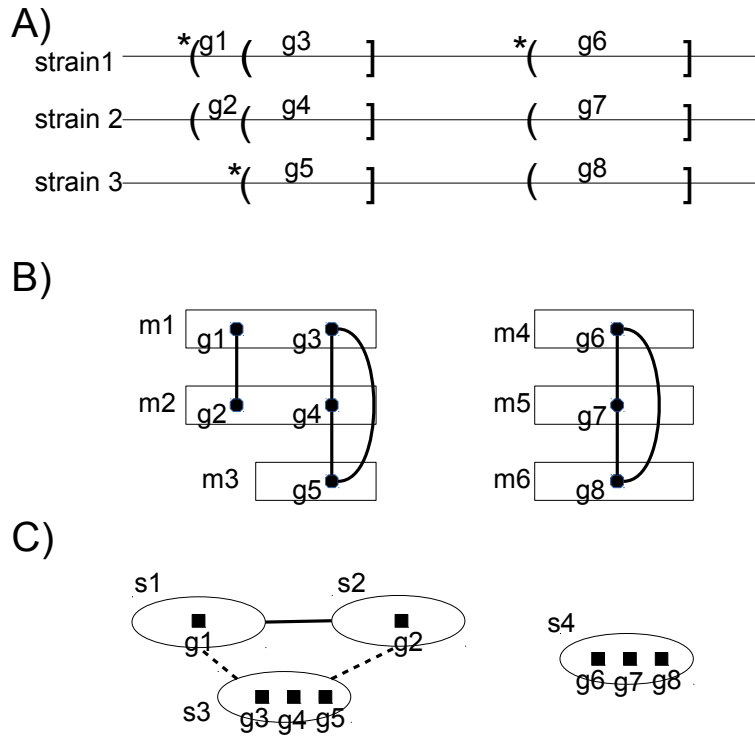 A)
strain1 *( g1 ( g3 ] *( g6 ]
strain 2 ( g2 ( g4 ] ( g7 ]
strain 3 *( g5 ] ( g8 ]
B)
m1 g1 g3 m4 g6
m2 g2 g4 m5 g7
m3 g5 m6 g8
C)
s1 s2
g1 g2
s4
g6 g7 g8
s3 g3 g4 g5